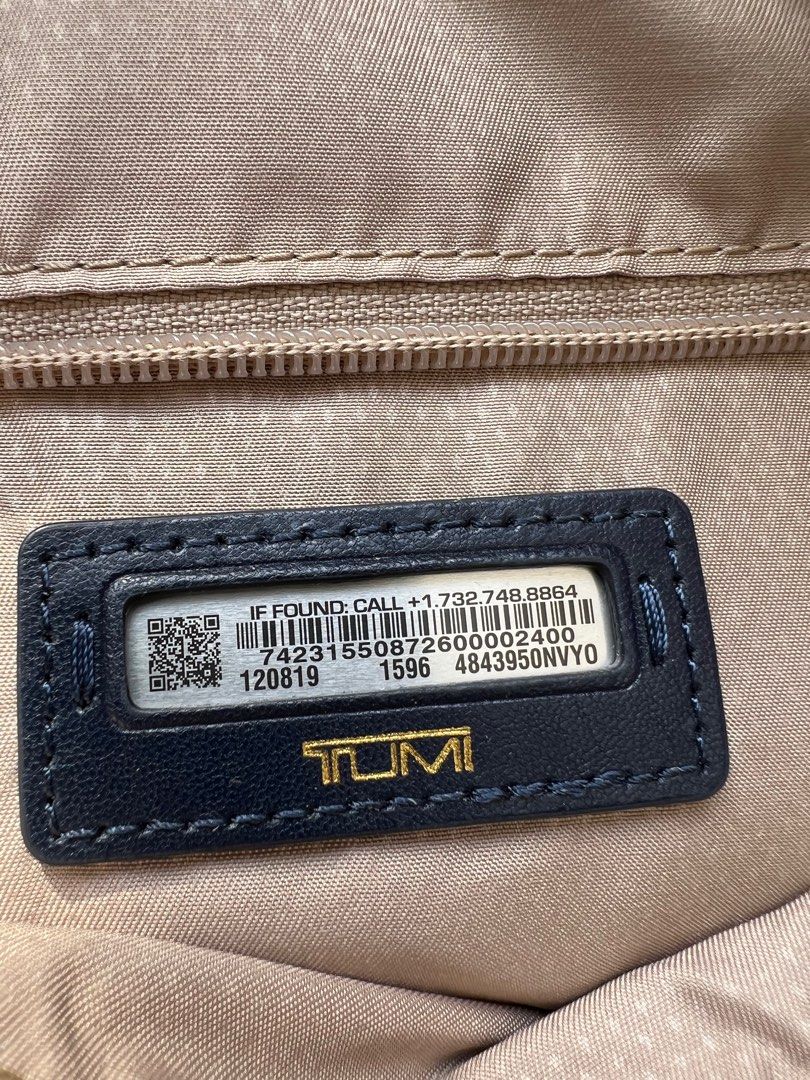 IF FOUND: CALL +1.732.748.8864
74231550872600002400
120819 1596 4843950NVYO
TUMI